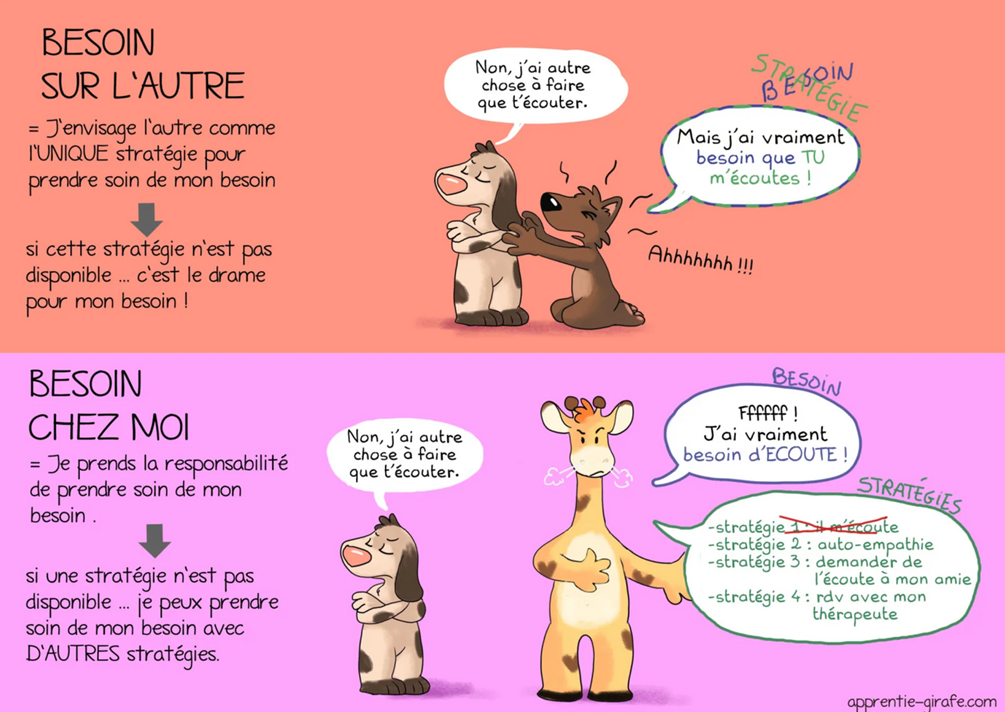 BESOIN
SUR L'AUTRE
= J'envisage l'autre comme
l'UNIQUE stratégie pour
prendre soin de mon besoin
si cette stratégie n'est pas
disponible ... c'est le drame
pour mon besoin !
Non, j'ai autre
chose à faire
que t'écouter.
STRATÉGIE
BESOIN
Mais j'ai vraiment
besoin que TU
m'écoutes !
Ahhhhhhh !!!
BESOIN
CHEZ MOI
= Je prends la responsabilité
de prendre soin de mon
besoin .
si une stratégie n'est pas
disponible ... je peux prendre
soin de mon besoin avec
D'AUTRES stratégies.
Non, j'ai autre
chose à faire
que t'écouter.
BESOIN
Ffffff !
J'ai vraiment
besoin d'ECOUTE !
STRATÉGIES
-stratégie 1 : il m'écoute
-stratégie 2 : auto-empathie
-stratégie 3 : demander de
l'écoute à mon amie
-stratégie 4 : rdv avec mon
thérapeute
apprentie-girafe.com